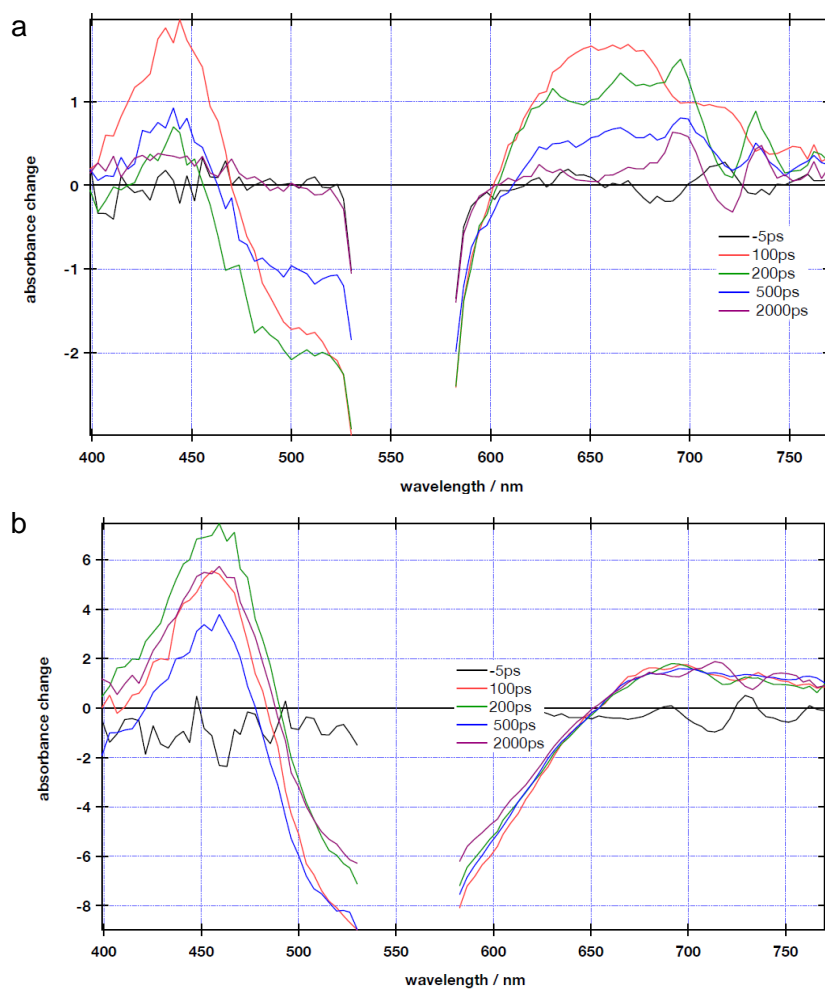 a
absorbance change
1
0
-1
-2
-5ps
100ps
200ps
500ps
2000ps
400 450 500 550 600 650 700 750
wavelength / nm
b
absorbance change
6
4
2
0
-2
-4
-6
-8
-5ps
100ps
200ps
500ps
2000ps
400 450 500 550 600 650 700 750
wavelength / nm